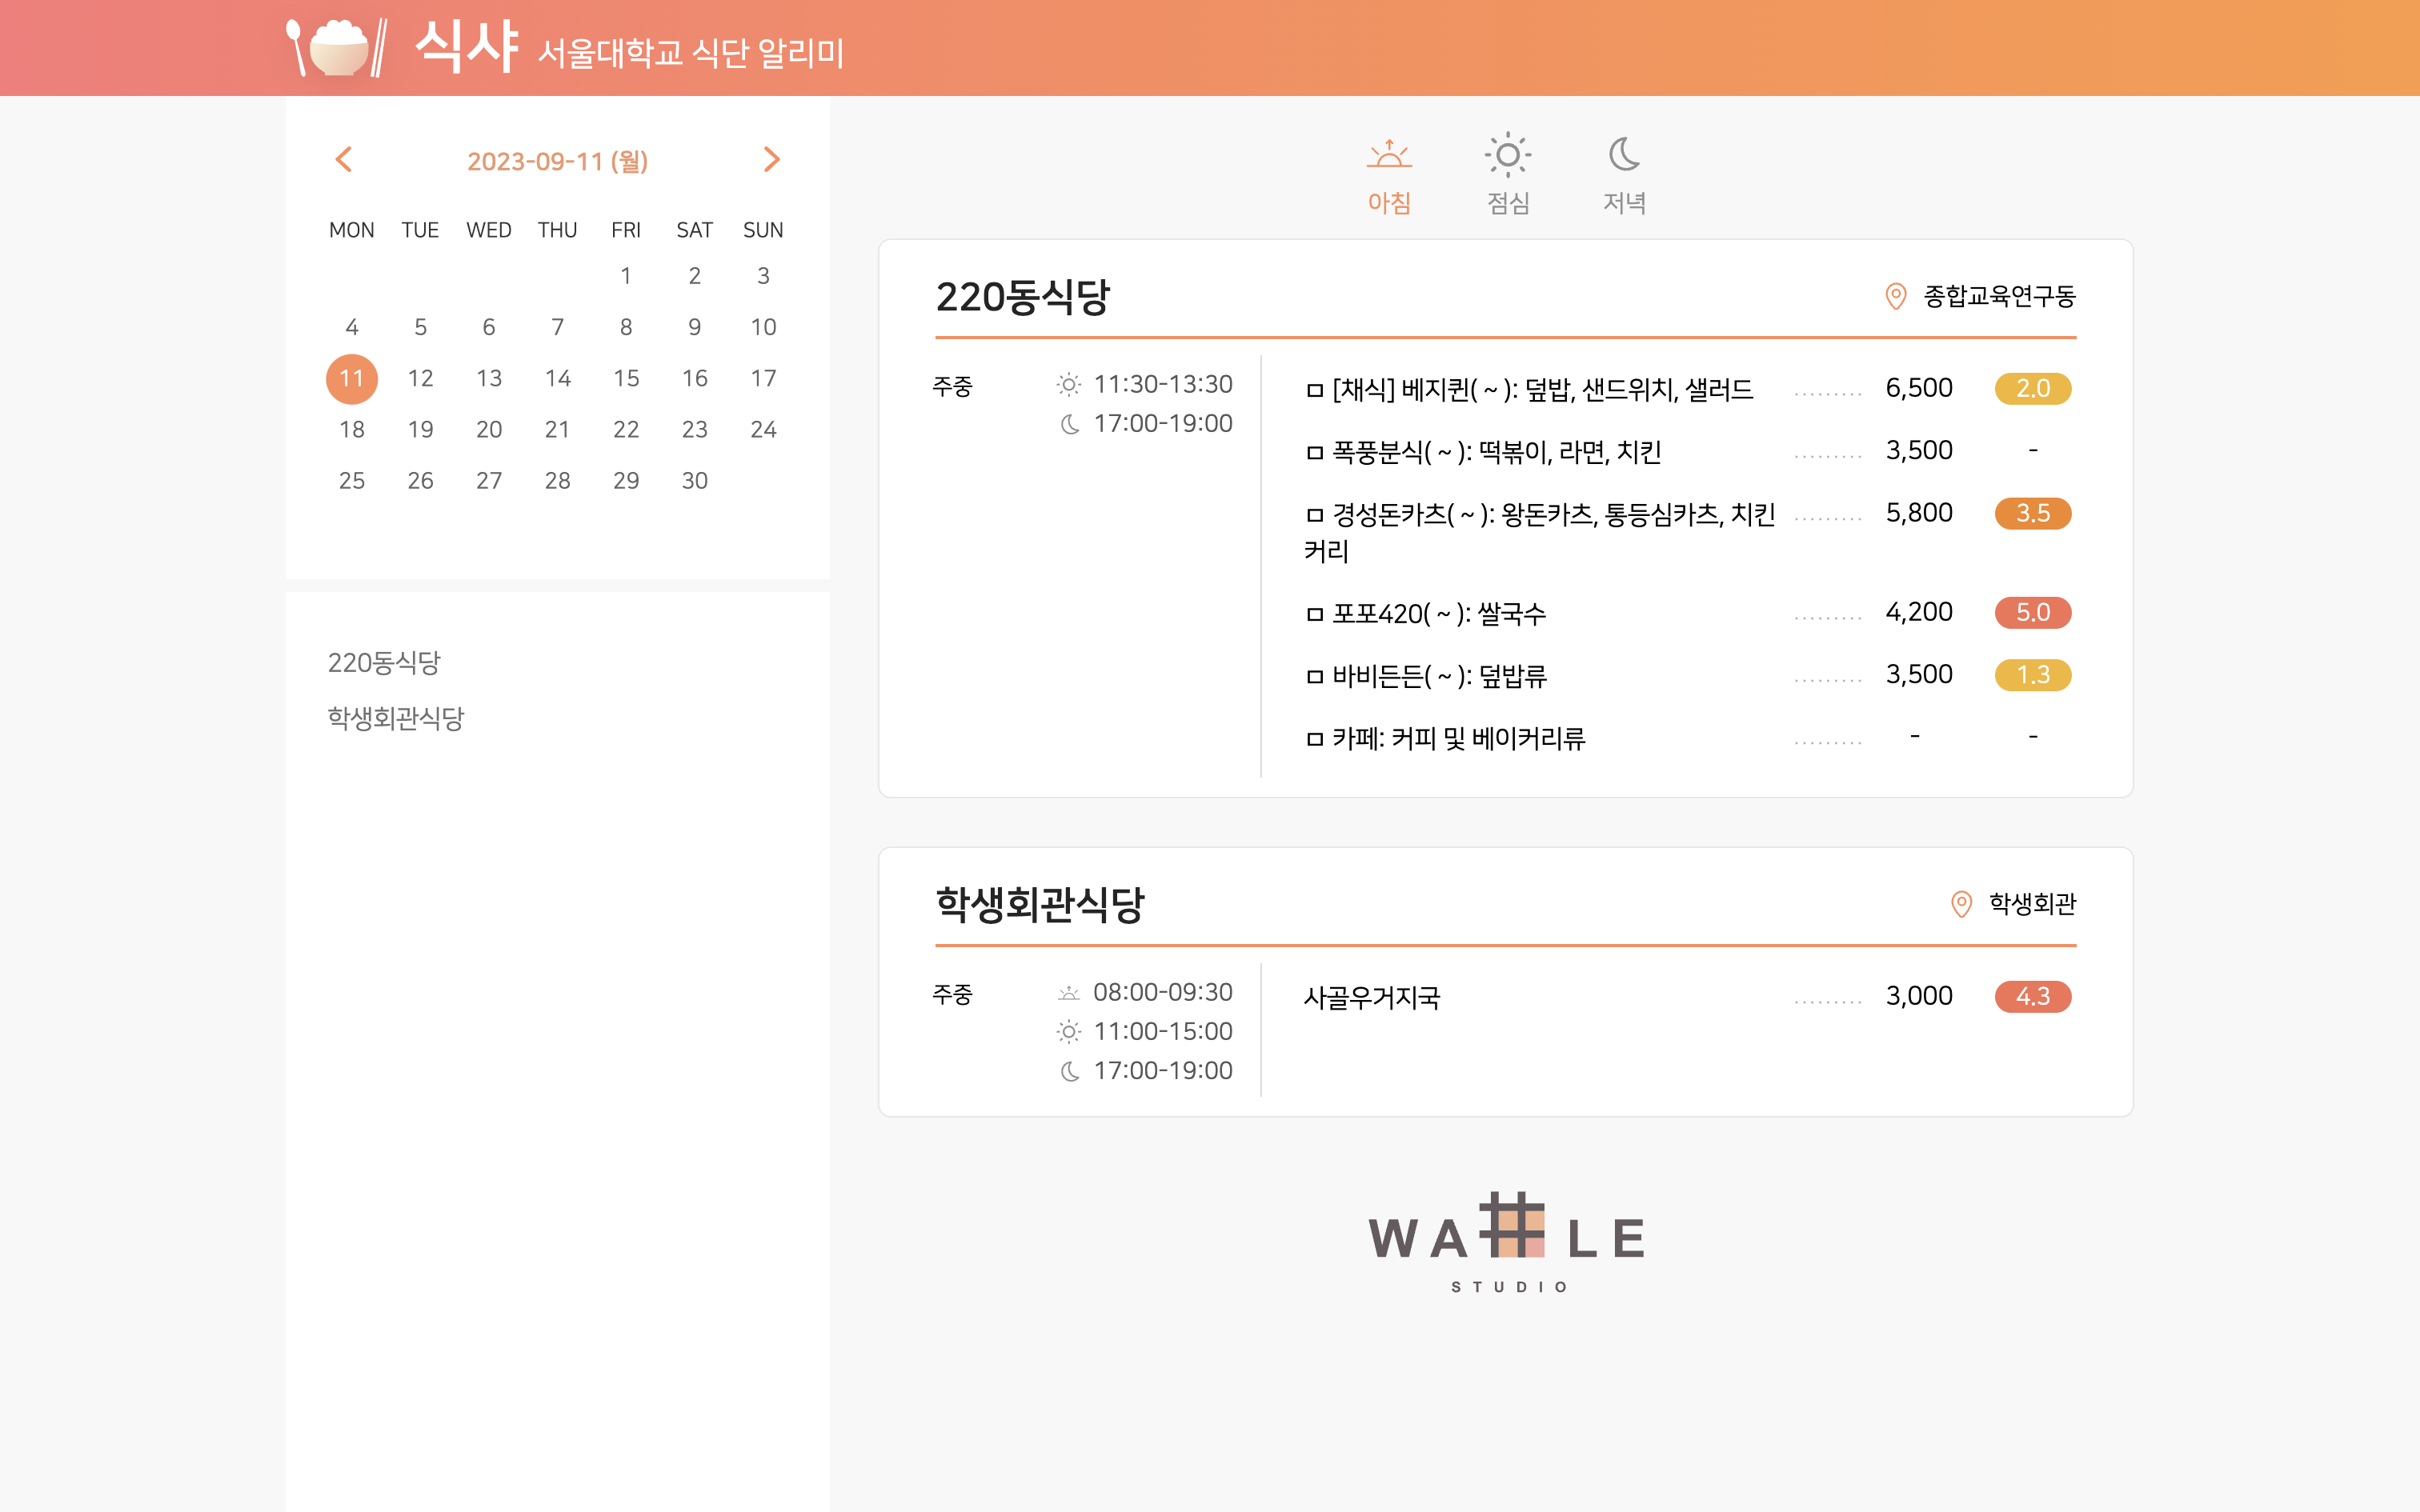 식샤 서울대학교 식단 알리미
2023-09-11 (월)
MON TUE WED THU FRI SAT SUN
1 2 3
4 5 6 7 8 9 10
11 12 13 14 15 16 17
18 19 20 21 22 23 24
25 26 27 28 29 30
220동식당
학생회관식당
아침 점심 저녁
220동식당 종합교육연구동
주중 11:30-13:30
17:00-19:00
ㅁ [채식] 베지퀸( ~ ): 덮밥, 샌드위치, 샐러드 ......... 6,500 2.0
ㅁ 폭풍분식( ~ ): 떡볶이, 라면, 치킨 ......... 3,500 -
ㅁ 경성돈카츠( ~ ): 왕돈카츠, 통등심카츠, 치킨 ......... 5,800 3.5
커리
ㅁ 포포420( ~ ): 쌀국수 ......... 4,200 5.0
ㅁ 바비든든( ~ ): 덮밥류 ......... 3,500 1.3
ㅁ 카페: 커피 및 베이커리류 ......... - -
학생회관식당 학생회관
주중 08:00-09:30
11:00-15:00
17:00-19:00
사골우거지국 ......... 3,000 4.3
WAFFLE
STUDIO